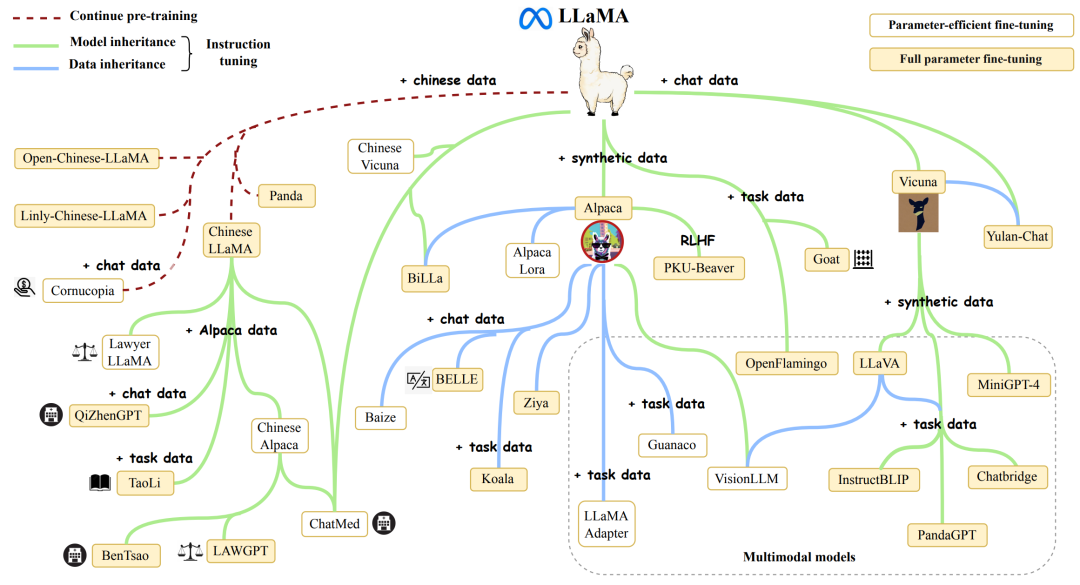 LLaMA
Continue pre-training
Model inheritance
Data inheritance
Instruction
tuning
Parameter-efficient fine-tuning
Full parameter fine-tuning
+ chinese data
+ chat data
Chinese
Vicuna
Open-Chinese-LLaMA
+ synthetic data
Panda
Vicuna
Linly-Chinese-LLaMA
+ task data
Alpaca
Chinese
LLaMA
Yulan-Chat
RLHF
Alpaca
Lora
Goat
+ chat data
BiLLa
PKU-Beaver
Cornucopia
+ synthetic data
+ Alpaca data
+ chat data
Lawyer
LLaMA
OpenFlamingo
LLaVA
BELLE
MiniGPT-4
+ chat data
Ziya
+ task data
QiZhenGPT
Baize
+ task data
Chinese
Alpaca
Guanaco
+ task data
+ task data
+ task data
TaoLi
Koala
VisionLLM
InstructBLIP
Chatbridge
ChatMed
LLaMA
Adapter
PandaGPT
BenTsao
LAWGPT
Multimodal models